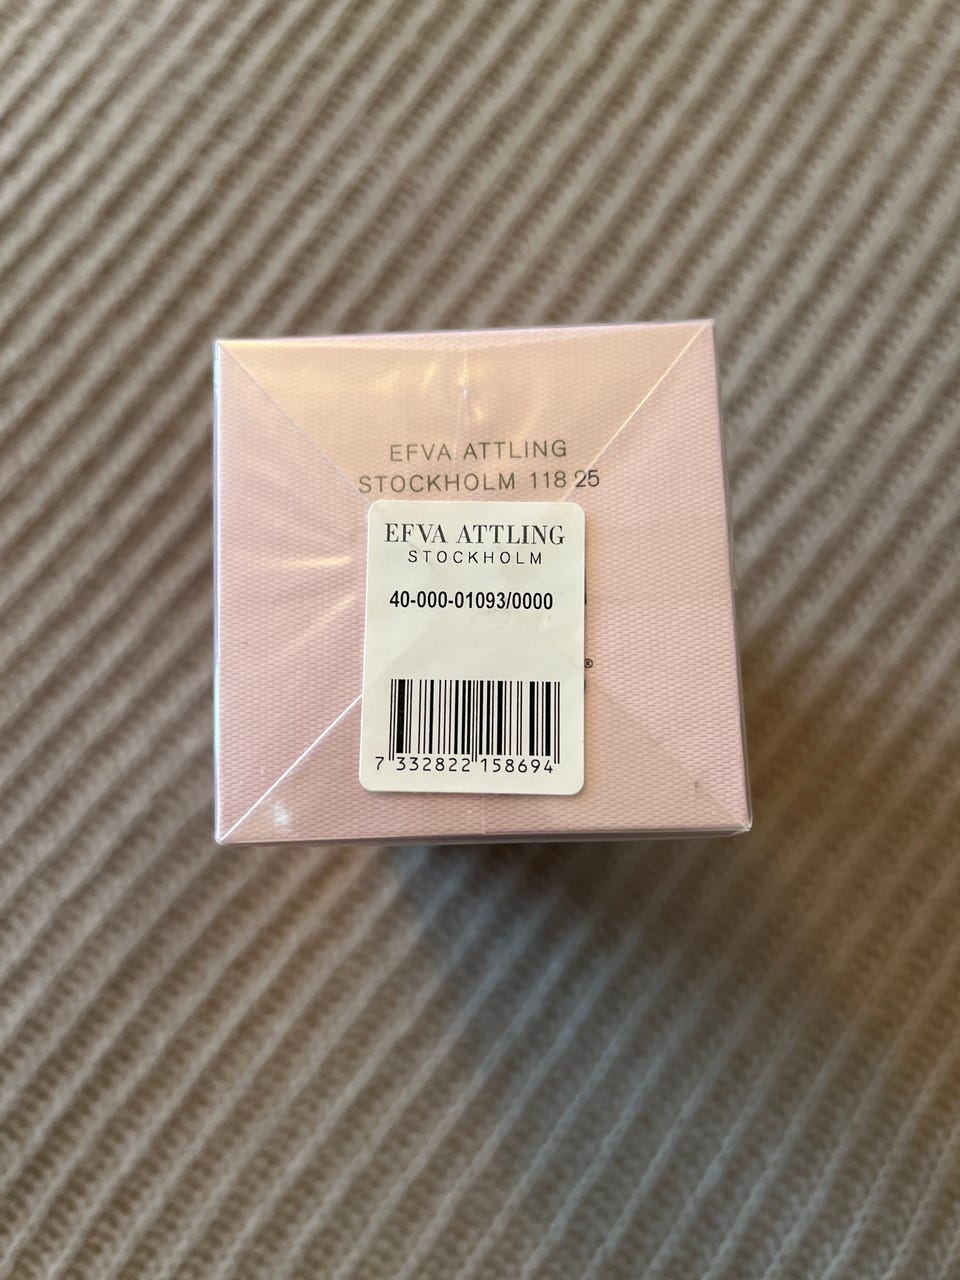 EFVA ATTLING
STOCKHOLM 118 25
EFVA ATTLING
STOCKHOLM
40-000-01093/0000
®
7 332822 158694